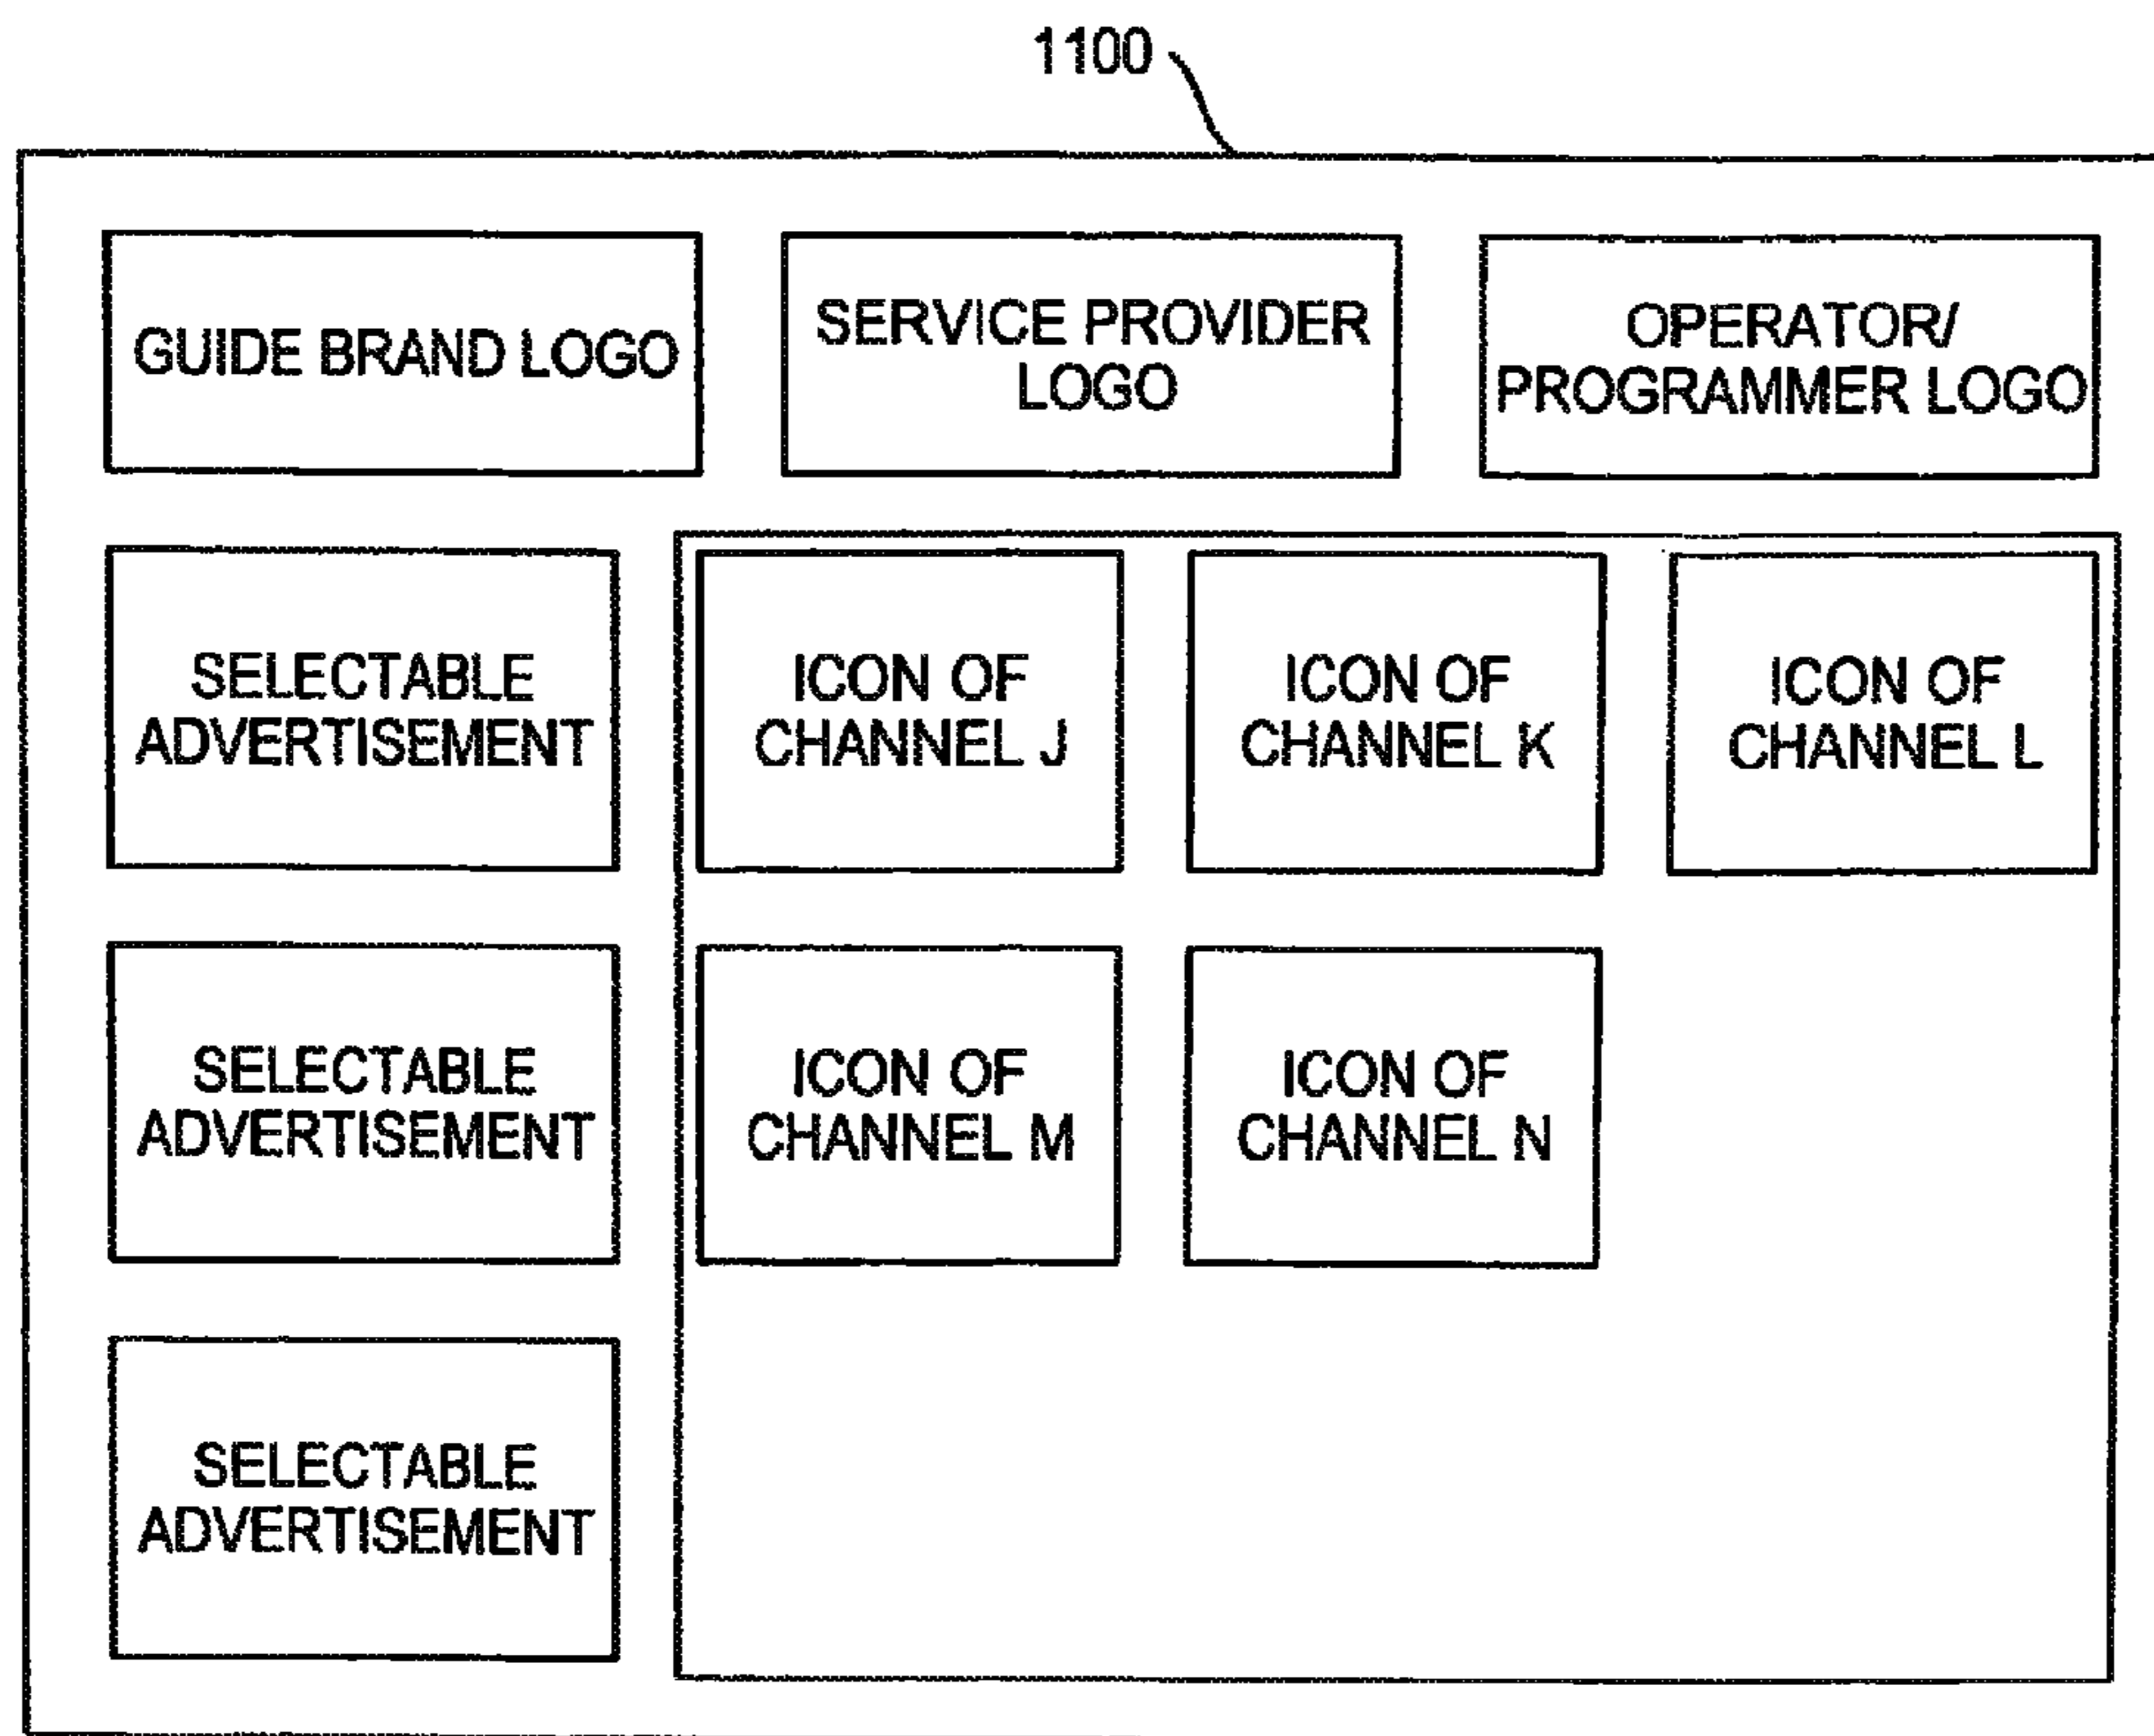 1100
GUIDE BRAND LOGO
SERVICE PROVIDER
LOGO
OPERATOR/
PROGRAMMER LOGO
SELECTABLE
ADVERTISEMENT
ICON OF
CHANNEL J
ICON OF
CHANNEL K
ICON OF
CHANNEL L
SELECTABLE
ADVERTISEMENT
ICON OF
CHANNEL M
ICON OF
CHANNEL N
SELECTABLE
ADVERTISEMENT